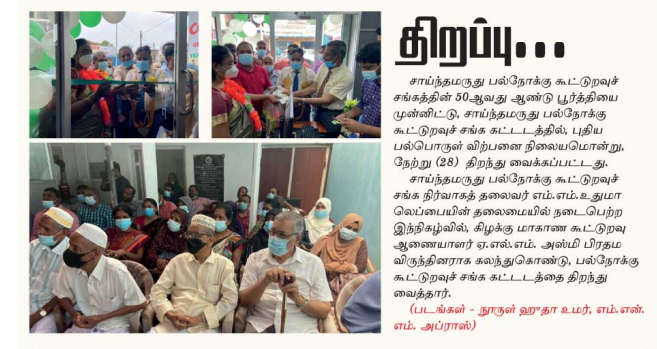 திறப்பு...
சாய்ந்தமருது பல்நோக்கு கூட்டுறவுச்
சங்கத்தின் 50ஆவது ஆண்டு பூர்த்தியை
முன்னிட்டு, சாய்ந்தமருது பல்நோக்கு
கூட்டுறவுச் சங்க கட்டடத்தில், புதிய
பல்பொருள் விற்பனை நிலையமொன்று,
நேற்று (28) திறந்து வைக்கப்பட்டது.
சாய்ந்தமருது பல்நோக்கு கூட்டுறவுச்
சங்க நிர்வாகத் தலைவர் எம்.எம்.உதுமா
லெப்பையின் தலைமையில் நடைபெற்ற
இந்நிகழ்வில், கிழக்கு மாகாண கூட்டுறவு
ஆணையாளர் ஏ.எல்.எம். அஸ்மி பிரதம
விருந்தினராக கலந்துகொண்டு, பல்நோக்கு
கூட்டுறவுச் சங்க கட்டடத்தை திறந்து
வைத்தார்.
(படங்கள் - நூருள் ஹுதா உமர், எம்.என்.
எம். அப்ராஸ்)